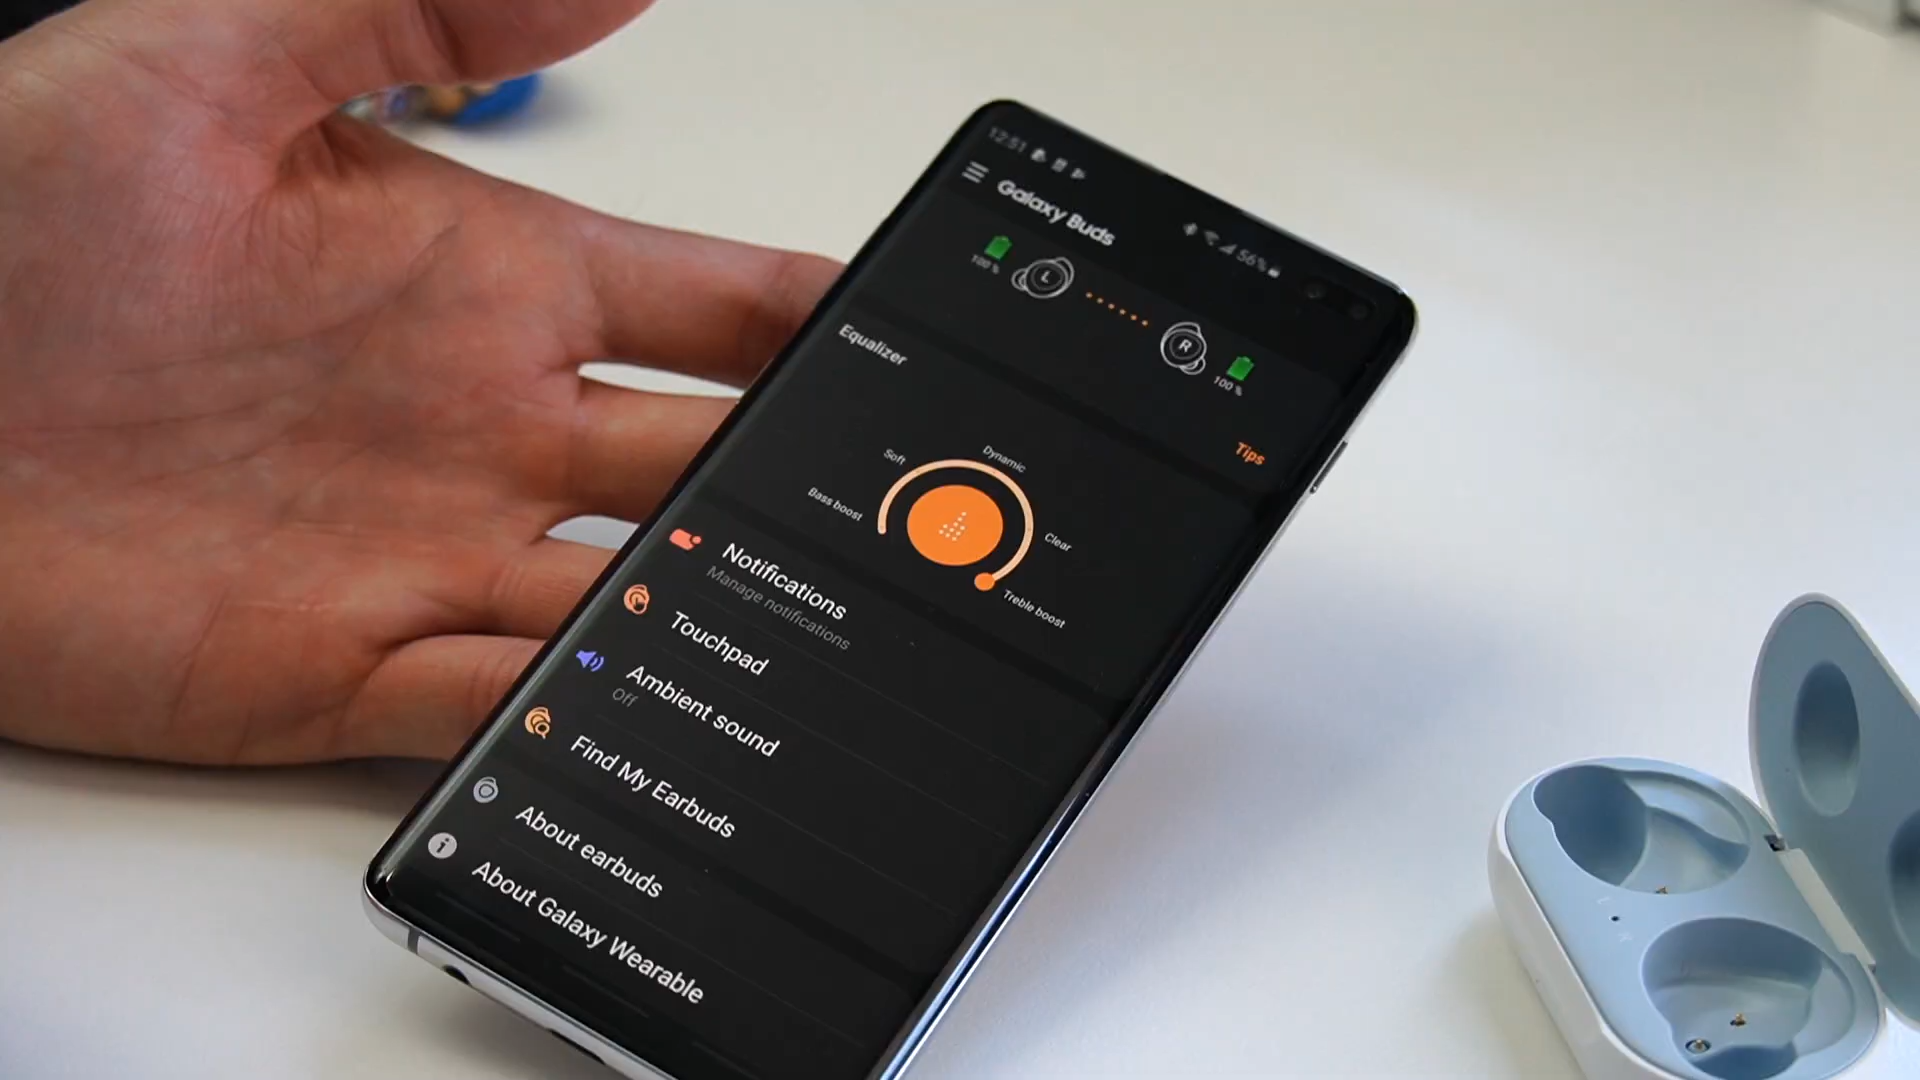 12:51
56%
Galaxy Buds
100%
L
R
100%
Equalizer
Tips
Dynamic
Soft
Bass boost
Clear
Treble boost
Notifications
Manage notifications
Touchpad
Ambient sound
Off
Find My Earbuds
About earbuds
About Galaxy Wearable